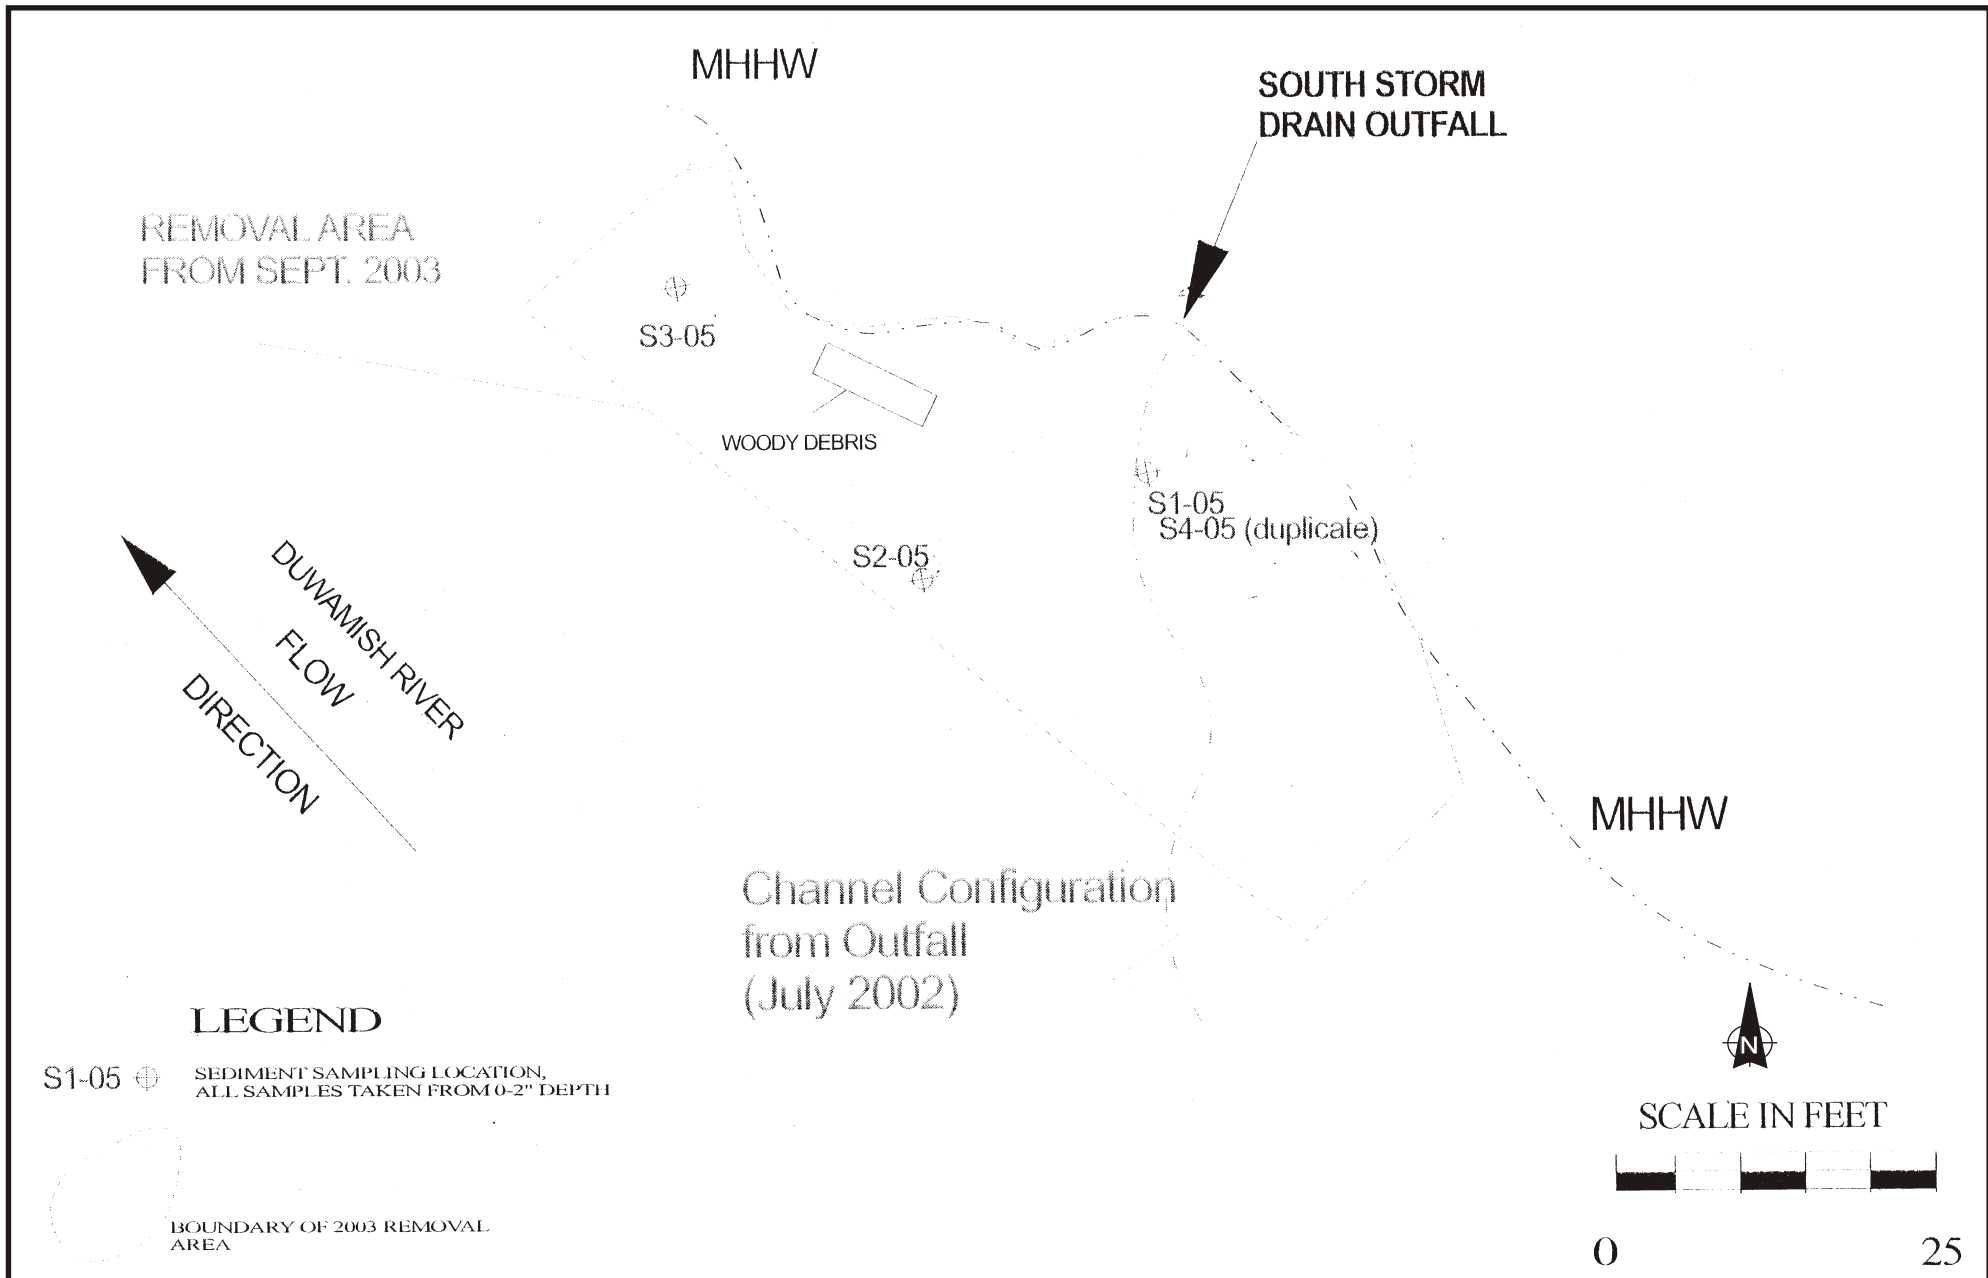 MHHW
SOUTH STORM
DRAIN OUTFALL
REMOVAL AREA
FROM SEPT. 2003
S3-05
WOODY DEBRIS
S1-05
S4-05 (duplicate)
S2-05
DUWAMISH RIVER
FLOW
DIRECTION
MHHW
Channel Configuration
from Outfall
(July 2002)
LEGEND
S1-05
SEDIMENT SAMPLING LOCATION,
ALL SAMPLES TAKEN FROM 0-2" DEPTH
BOUNDARY OF 2003 REMOVAL
AREA
N
SCALE IN FEET
0 25